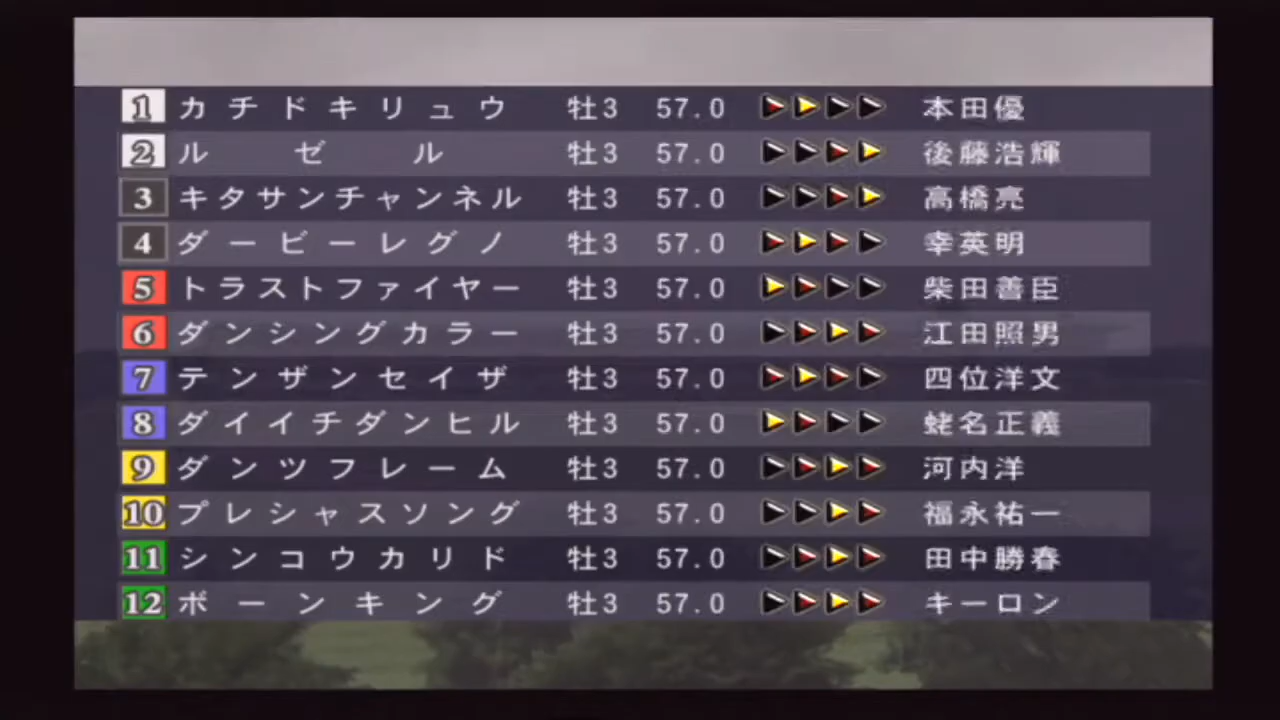 1 カチドキリュウ 牡3 57.0 本田優
2 ルゼル 牡3 57.0 後藤浩輝
3 キタサンチャンネル 牡3 57.0 高橋亮
4 ダービーレグノ 牡3 57.0 幸英明
5 トラストファイヤー 牡3 57.0 柴田善臣
6 ダンシングカラー 牡3 57.0 江田照男
7 テンザンセイザ 牡3 57.0 四位洋文
8 ダイイチダンヒル 牡3 57.0 蛯名正義
9 ダンツフレーム 牡3 57.0 河内洋
10 プレシャスソング 牡3 57.0 福永祐一
11 シンコウカリド 牡3 57.0 田中勝春
12 ボーンキング 牡3 57.0 キーロン